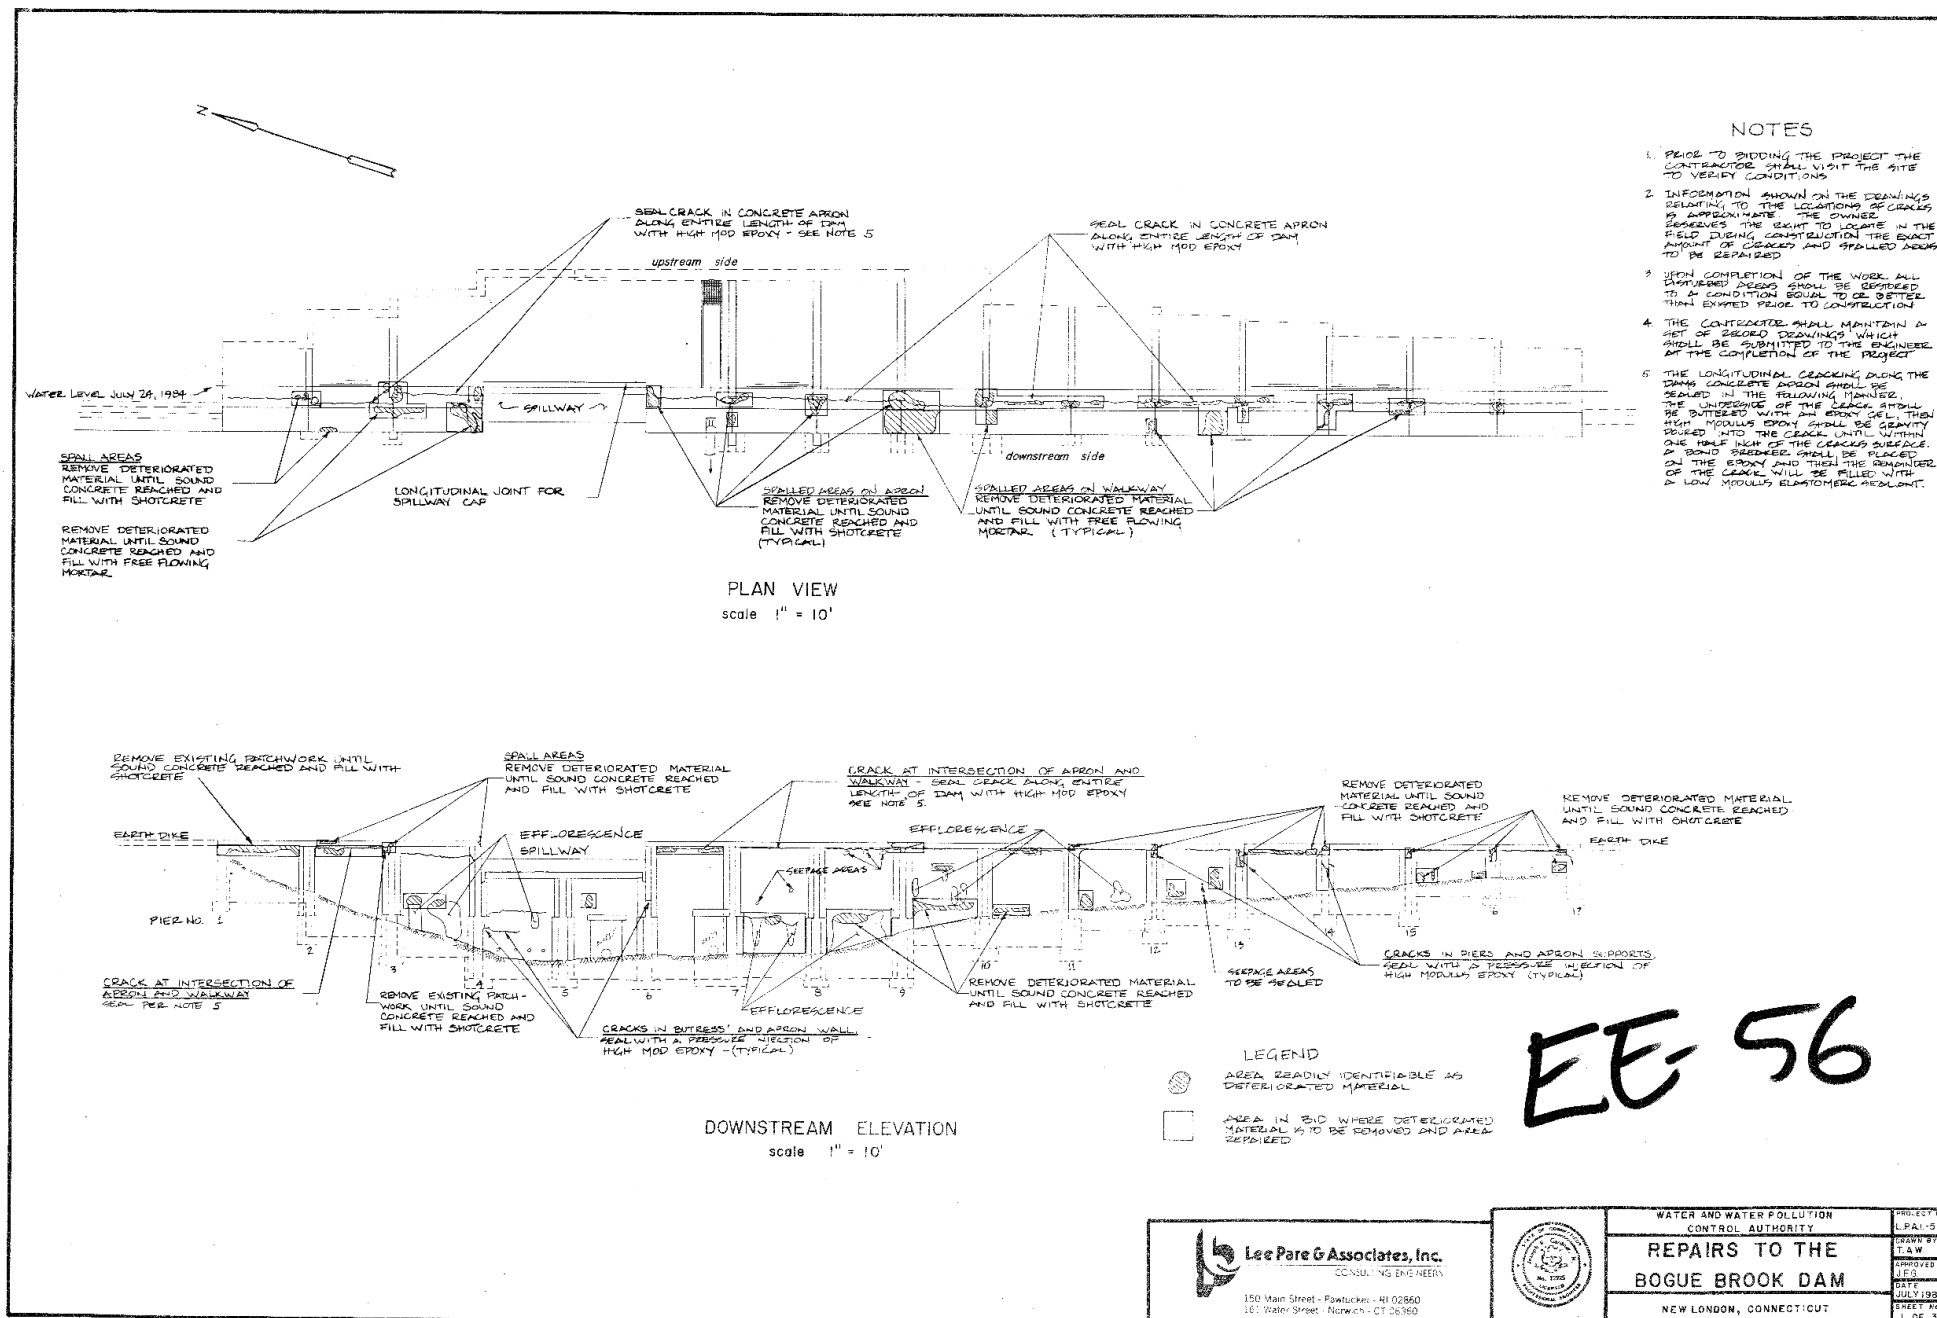 N
SEAL CRACK IN CONCRETE APRON
ALONG ENTIRE LENGTH OF DAM
WITH HIGH MOD EPOXY - SEE NOTE 5
SEAL CRACK IN CONCRETE APRON
ALONG ENTIRE LENGTH OF DAM
WITH HIGH MOD EPOXY
upstream side
WATER LEVEL JULY 24, 1984
SPILLWAY
downstream side
SPALL AREAS
REMOVE DETERIORATED
MATERIAL UNTIL SOUND
CONCRETE REACHED AND
FILL WITH SHOTCRETE
REMOVE DETERIORATED
MATERIAL UNTIL SOUND
CONCRETE REACHED AND
FILL WITH FREE FLOWING
MORTAR
LONGITUDINAL JOINT FOR
SPILLWAY CAP
SPALLED AREAS ON APRON
REMOVE DETERIORATED
MATERIAL UNTIL SOUND
CONCRETE REACHED AND
FILL WITH SHOTCRETE
(TYPICAL)
SPALLED AREAS ON WALKWAY
REMOVE DETERIORATED MATERIAL
UNTIL SOUND CONCRETE REACHED
AND FILL WITH FREE FLOWING
MORTAR (TYPICAL)
PLAN VIEW
scale 1" = 10'
NOTES
1. PRIOR TO BIDDING THE PROJECT THE
CONTRACTOR SHALL VISIT THE SITE
TO VERIFY CONDITIONS
2 INFORMATION SHOWN ON THE DRAWINGS
RELATING TO THE LOCATIONS OF CRACKS
IS APPROXIMATE. THE OWNER
RESERVES THE RIGHT TO LOCATE IN THE
FIELD DURING CONSTRUCTION THE EXACT
AMOUNT OF CRACKS AND SPALLED AREAS
TO BE REPAIRED
3 UPON COMPLETION OF THE WORK ALL
DISTURBED AREAS SHALL BE RESTORED
TO A CONDITION EQUAL TO OR BETTER
THAN EXISTED PRIOR TO CONSTRUCTION
4 THE CONTRACTOR SHALL MAINTAIN A
SET OF RECORD DRAWINGS WHICH
SHALL BE SUBMITTED TO THE ENGINEER
AT THE COMPLETION OF THE PROJECT
5 THE LONGITUDINAL CRACKING ALONG THE
DAMS CONCRETE APRON SHALL BE
SEALED IN THE FOLLOWING MANNER.
THE UNDERSIDE OF THE CRACK SHALL
BE BUTTERED WITH AN EPOXY GEL, THEN
HIGH MODULUS EPOXY SHALL BE GRAVITY
POURED INTO THE CRACK UNTIL WITHIN
ONE HALF INCH OF THE CRACKS SURFACE.
A BOND BREAKER SHALL BE PLACED
ON THE EPOXY AND THEN THE REMAINDER
OF THE CRACK WILL BE FILLED WITH
A LOW MODULUS ELASTOMERIC SEALANT.
REMOVE EXISTING PATCHWORK UNTIL
SOUND CONCRETE REACHED AND FILL WITH
SHOTCRETE
SPALL AREAS
REMOVE DETERIORATED MATERIAL
UNTIL SOUND CONCRETE REACHED
AND FILL WITH SHOTCRETE
CRACK AT INTERSECTION OF APRON AND
WALKWAY - SEAL CRACK ALONG ENTIRE
LENGTH OF DAM WITH HIGH MOD EPOXY
SEE NOTE 5.
REMOVE DETERIORATED
MATERIAL UNTIL SOUND
CONCRETE REACHED AND
FILL WITH SHOTCRETE
REMOVE DETERIORATED MATERIAL
UNTIL SOUND CONCRETE REACHED
AND FILL WITH SHOTCRETE
EARTH DIKE
EFFLORESCENCE
SPILLWAY
EFFLORESCENCE
SEEPAGE AREAS
EARTH DIKE
PIER NO. 1
2
3
4
5
6
7
8
9
10
11
12
13
14
15
16
17
CRACK AT INTERSECTION OF
APRON AND WALKWAY
SEAL PER NOTE 5
REMOVE EXISTING PATCH-
WORK UNTIL SOUND
CONCRETE REACHED AND
FILL WITH SHOTCRETE
CRACKS IN BUTRESS' AND APRON WALL
SEAL WITH A PRESSURE INJECTION OF
HIGH MOD EPOXY - (TYPICAL)
EFFLORESCENCE
REMOVE DETERIORATED MATERIAL
UNTIL SOUND CONCRETE REACHED
AND FILL WITH SHOTCRETE
SEEPAGE AREAS
TO BE SEALED
CRACKS IN PIERS AND APRON SUPPORTS
SEAL WITH A PRESSURE INJECTION OF
HIGH MODULUS EPOXY (TYPICAL)
DOWNSTREAM ELEVATION
scale 1" = 10'
LEGEND
AREA READILY IDENTIFIABLE AS
DETERIORATED MATERIAL
AREA IN BID WHERE DETERIORATED
MATERIAL IS TO BE REMOVED AND AREA
REPAIRED
EE-56
Lee Pare & Associates, Inc.
CONSULTING ENGINEERS
150 Main Street - Pawtucket - RI 02860
161 Water Street - Norwich - CT 06360
WATER AND WATER POLLUTION
CONTROL AUTHORITY
REPAIRS TO THE
BOGUE BROOK DAM
NEW LONDON, CONNECTICUT
PROJECT
L.P.A.I.-5
DRAWN BY
T.A.W.
APPROVED
J.F.G.
DATE
JULY 198
SHEET NO
1 OF 3